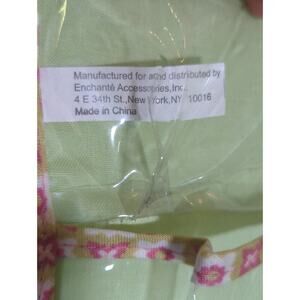 Manufactured for and distributed by
Enchanté Accessories,Inc.
4 E 34th St.,New York,NY 10016
Made in China